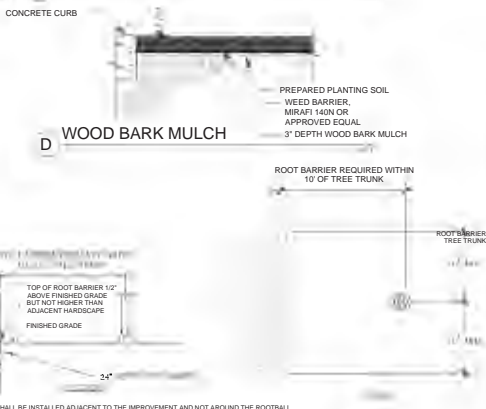 CONCRETE CURB
PREPARED PLANTING SOIL
WEED BARRIER,
MIRAFI 140N OR
APPROVED EQUAL
3" DEPTH WOOD BARK MULCH
D WOOD BARK MULCH
ROOT BARRIER REQUIRED WITHIN
10' OF TREE TRUNK
ROOT BARRIER
TREE TRUNK
TOP OF ROOT BARRIER 1/2"
ABOVE FINISHED GRADE
BUT NOT HIGHER THAN
ADJACENT HARDSCAPE
FINISHED GRADE
24"
SHALL BE INSTALLED ADJACENT TO THE IMPROVEMENT AND NOT AROUND THE ROOTBALL